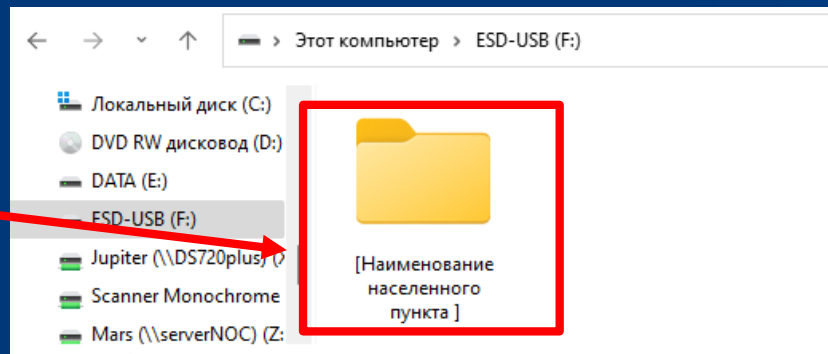 Этот компьютер > ESD-USB (F:)
Локальный диск (C:)
DVD RW дисковод (D:)
DATA (E:)
ESD-USB (F:)
Jupiter (\\DS720plus) (
Scanner Monochrome
Mars (\\serverNOC) (Z:
[Наименование
населенного
пункта ]